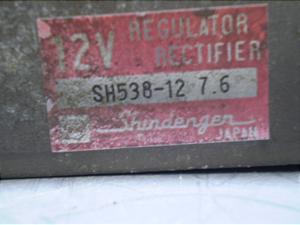 12V REGULATOR
RECTIFIER
SH538-12 7.6
Shindengen
JAPAN